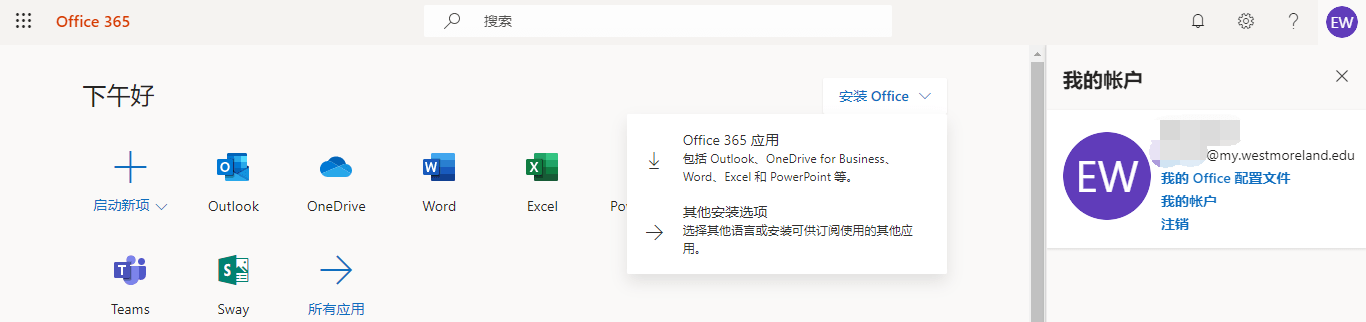 Office 365
搜索
EW
下午好
安装 Office
我的帐户
Office 365 应用
包括 Outlook、OneDrive for Business、
Word、Excel 和 PowerPoint 等。
其他安装选项
选择其他语言或安装可供订阅使用的其他应
用。
启动新项
Outlook
OneDrive
Word
Excel
Teams
Sway
所有应用
EW
@my.westmoreland.edu
我的 Office 配置文件
我的帐户
注销